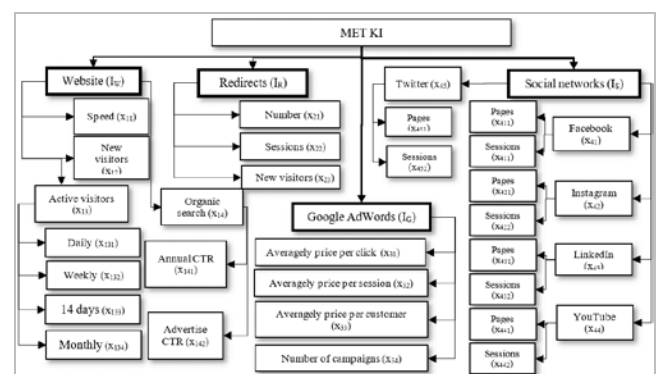 MET KI
Website (I_W)
Redirects (I_R)
Twitter (x₄₅)
Social networks (I_S)
Speed (x₁₁)
New
visitors
(x₁₂)
Active visitors
(x₁₃)
Daily (x₁₃₁)
Weekly (x₁₃₂)
14 days (x₁₃₃)
Monthly (x₁₃₄)
Organic
search (x₁₄)
Annual CTR
(x₁₄₁)
Advertise
CTR (x₁₄₂)
Number (x₂₁)
Sessions (x₂₂)
New visitors (x₂₃)
Google AdWords (I_G)
Averagely price per click (x₃₁)
Averagely price per session (x₃₂)
Averagely price per customer
(x₃₃)
Number of campaigns (x₃₄)
Pages
(x₄₅₁)
Sessions
(x₄₅₂)
Pages
(x₄₁₁)
Sessions
(x₄₁₁)
Facebook
(x₄₁)
Pages
(x₄₂₁)
Sessions
(x₄₂₂)
Instagram
(x₄₂)
Pages
(x₄₃₁)
Sessions
(x₄₃₂)
LinkedIn
(x₄₃)
Pages
(x₄₄₁)
Sessions
(x₄₄₂)
YouTube
(x₄₄)